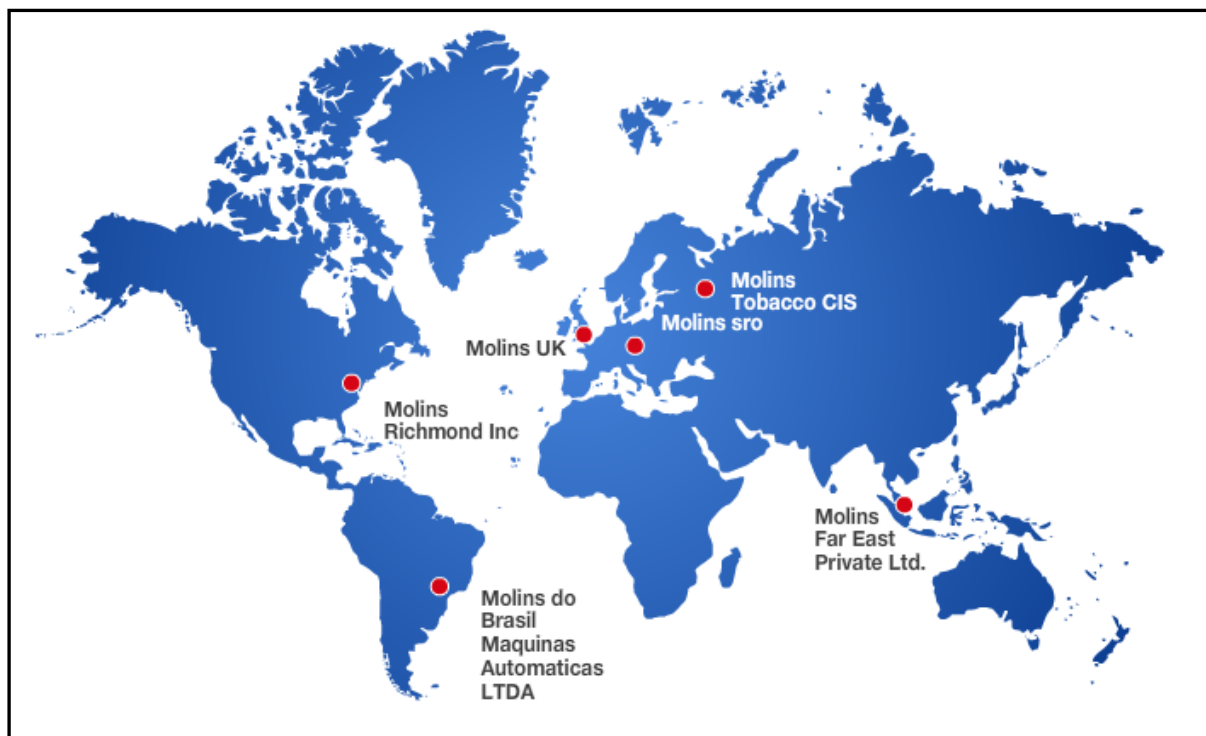 Molins
Tobacco CIS
Molins sro
Molins UK
Molins
Richmond Inc
Molins
Far East
Private Ltd.
Molins do
Brasil
Maquinas
Automaticas
LTDA